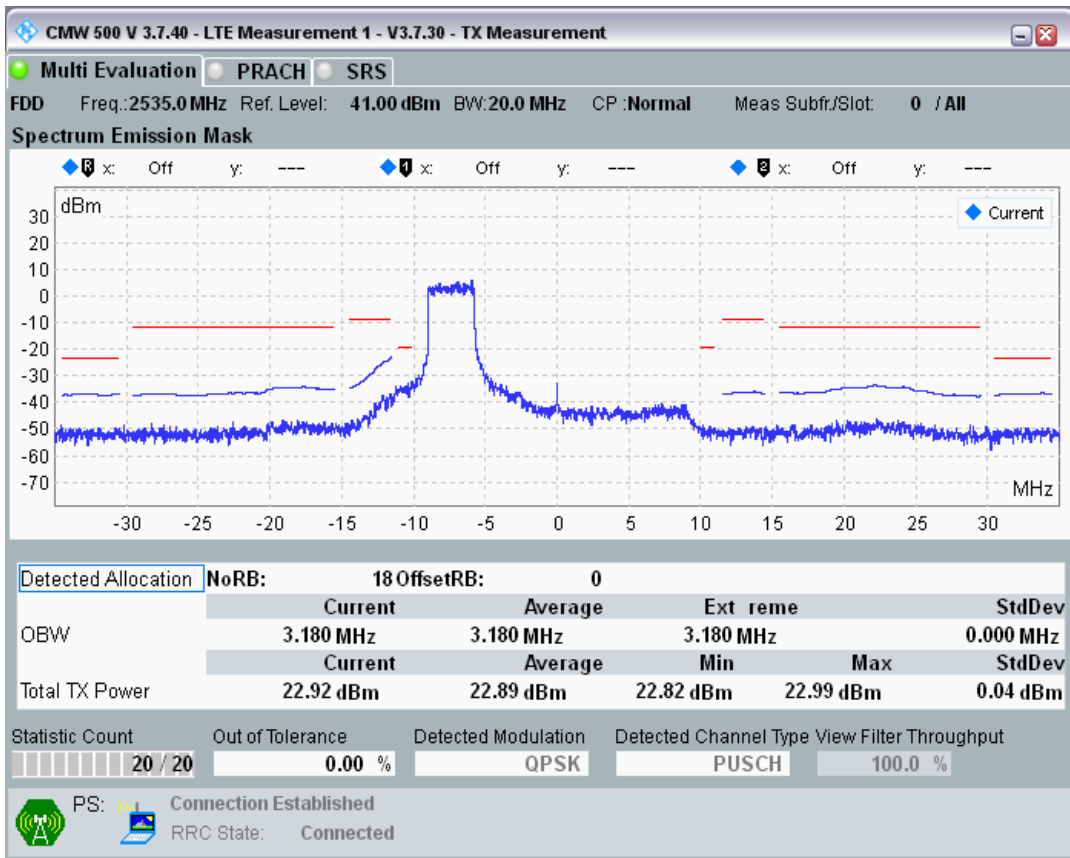 CMW 500 V 3.7.40 - LTE Measurement 1 - V3.7.30 - TX Measurement
Multi Evaluation PRACH SRS
FDD Freq.:2535.0 MHz Ref. Level: 41.00 dBm BW:20.0 MHz CP :Normal Meas Subfr./Slot: 0 / All
Spectrum Emission Mask
R x: Off y: --- 1 x: Off y: --- 2 x: Off y: ---
dBm
Current
30
20
10
0
-10
-20
-30
-40
-50
-60
-70
MHz
-30 -25 -20 -15 -10 -5 0 5 10 15 20 25 30
Detected Allocation NoRB: 18 OffsetRB: 0
Current Average Ext reme StdDev
OBW 3.180 MHz 3.180 MHz 3.180 MHz 0.000 MHz
Current Average Min Max StdDev
Total TX Power 22.92 dBm 22.89 dBm 22.82 dBm 22.99 dBm 0.04 dBm
Statistic Count Out of Tolerance Detected Modulation Detected Channel Type View Filter Throughput
20 / 20 0.00 % QPSK PUSCH 100.0 %
PS: Connection Established
RRC State: Connected